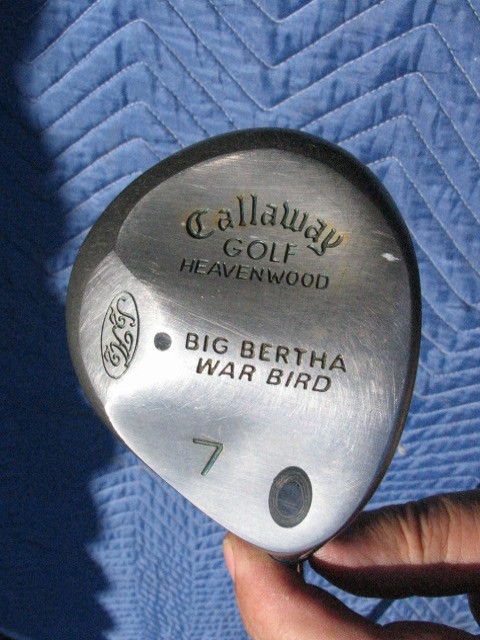 Callaway
GOLF
HEAVENWOOD
BIG BERTHA
WAR BIRD
7